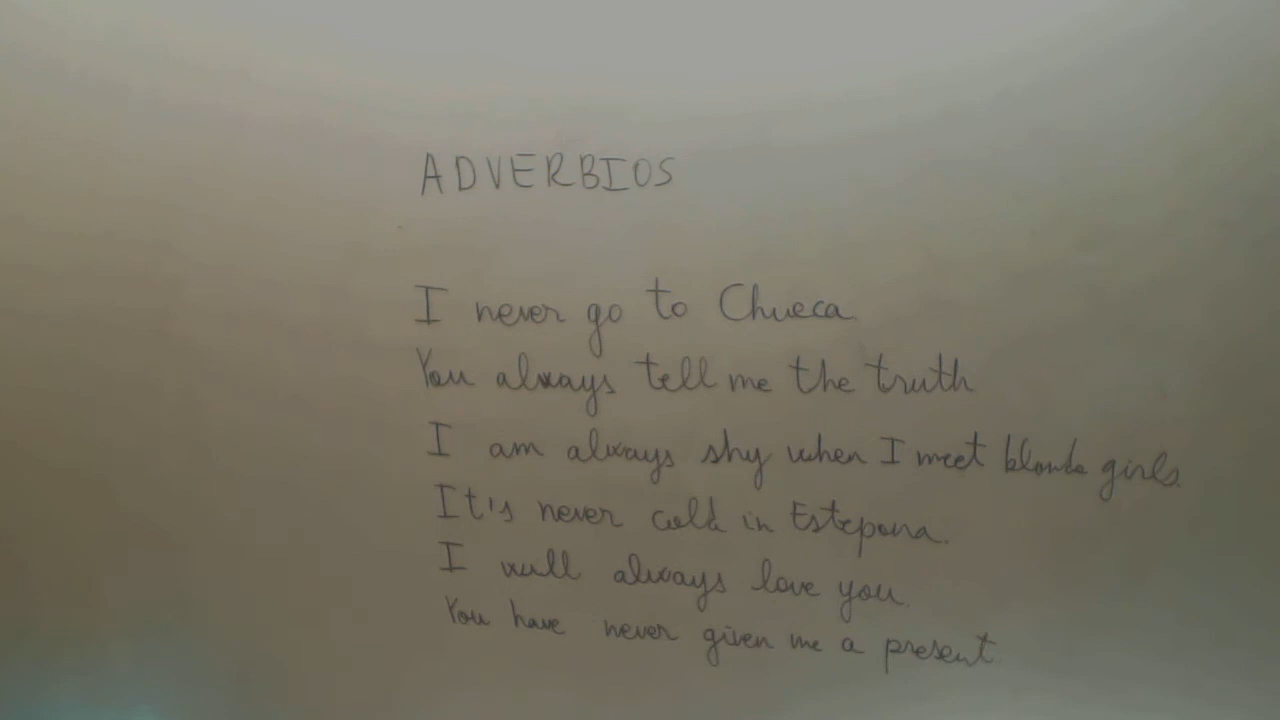 ADVERBIOS
I never go to Chueca
You always tell me the truth
I am always shy when I meet blonde girls.
It's never cold in Estepona.
I will always love you.
You have never given me a present